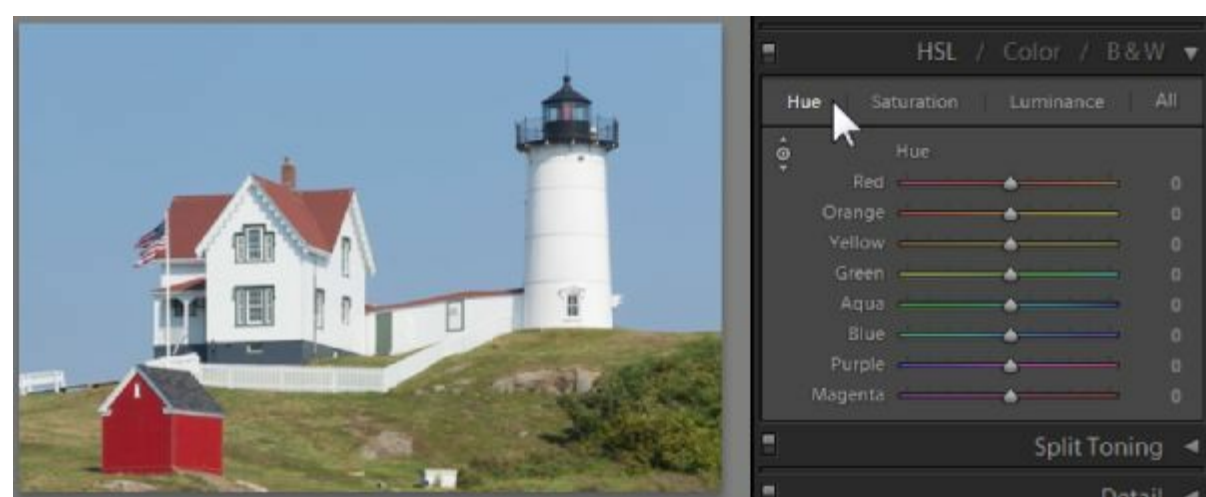 HSL / Color / B & W
Hue Saturation Luminance All
Hue
Red 0
Orange 0
Yellow 0
Green 0
Aqua 0
Blue 0
Purple 0
Magenta 0
Split Toning
Detail